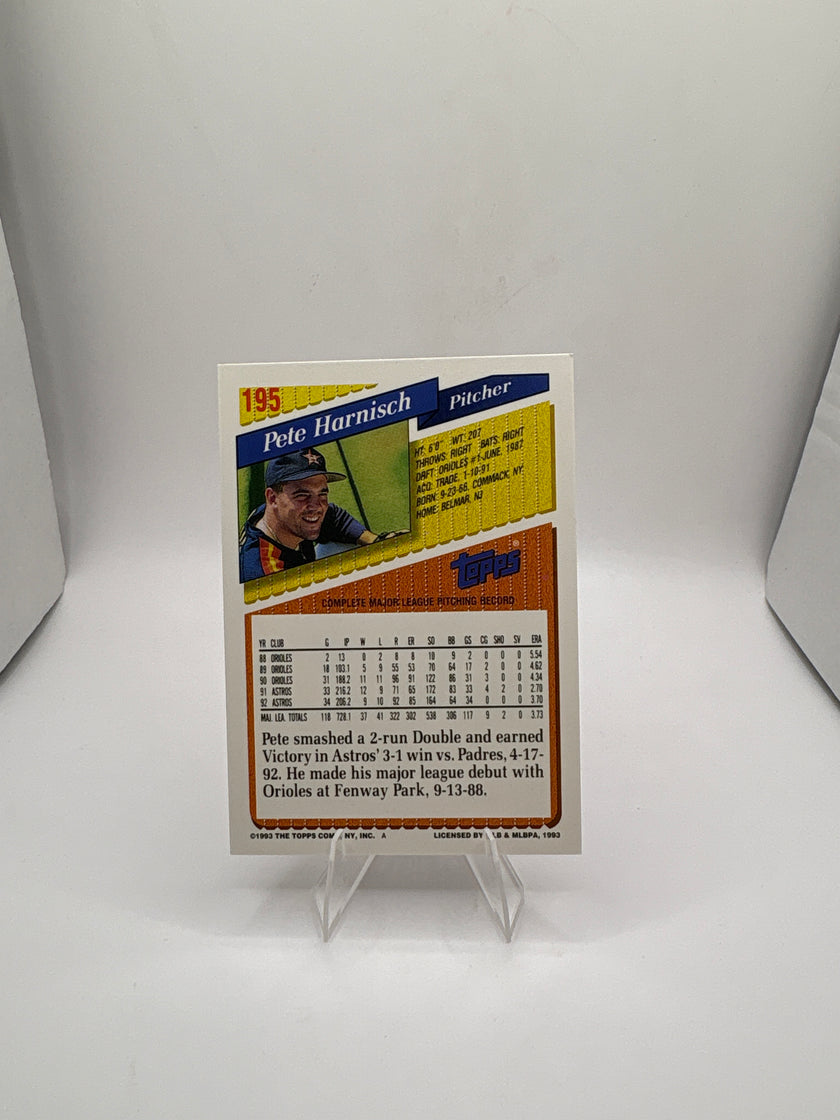 195
Pete Harnisch
Pitcher
HT: 6'0" WT: 207
THROWS: RIGHT BATS: RIGHT
DRFT: ORIOLES #1-JUNE, 1987
ACQ: TRADE, 1-10-91
BORN: 9-23-66, COMMACK, NY.
HOME: BELMAR, NJ
TOPPS®
COMPLETE MAJOR LEAGUE PITCHING RECORD
YR CLUB G IP W L R ER SO BB GS CG SHO SV ERA
88 ORIOLES 2 13 0 2 8 8 10 9 2 0 0 0 5.54
89 ORIOLES 18 103.1 5 9 55 53 70 64 17 2 0 0 4.62
90 ORIOLES 31 188.2 11 11 96 91 122 86 31 3 0 0 4.34
91 ASTROS 33 216.2 12 9 71 65 172 83 33 4 2 0 2.70
92 ASTROS 34 206.2 9 10 92 85 164 64 34 0 0 0 3.70
MAJ. LEA. TOTALS 118 728.1 37 41 322 302 538 306 117 9 2 0 3.73
Pete smashed a 2-run Double and earned
Victory in Astros' 3-1 win vs. Padres, 4-17-
92. He made his major league debut with
Orioles at Fenway Park, 9-13-88.
©1993 THE TOPPS COMPANY, INC. A LICENSED BY MLB & MLBPA, 1993